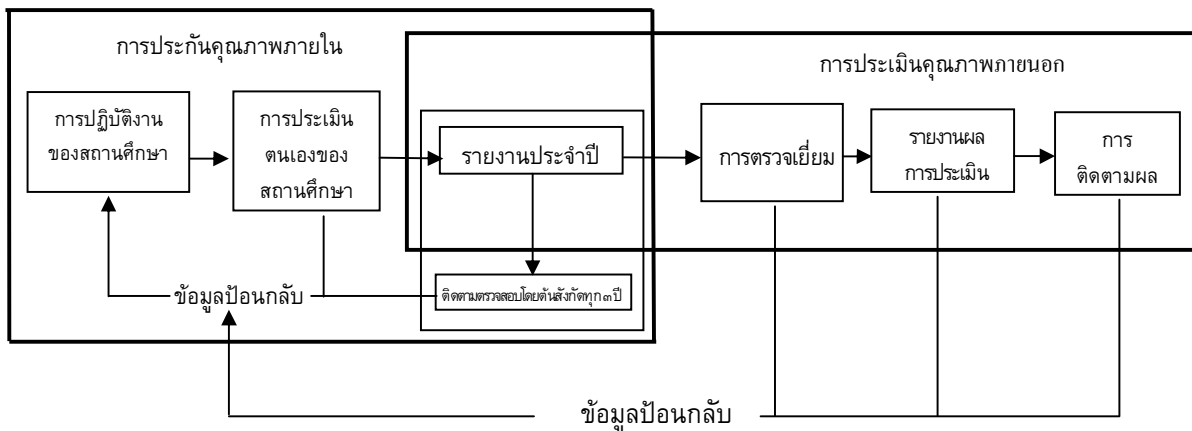 การประกันคุณภาพภายใน
การประเมินคุณภาพภายนอก
การปฏิบัติงาน
ของสถานศึกษา
การประเมิน
ตนเองของ
สถานศึกษา
รายงานประจำปี
การตรวจเยี่ยม
รายงานผล
การประเมิน
การ
ติดตามผล
ข้อมูลป้อนกลับ
ติดตามตรวจสอบโดยต้นสังกัดทุก๓ปี
ข้อมูลป้อนกลับ